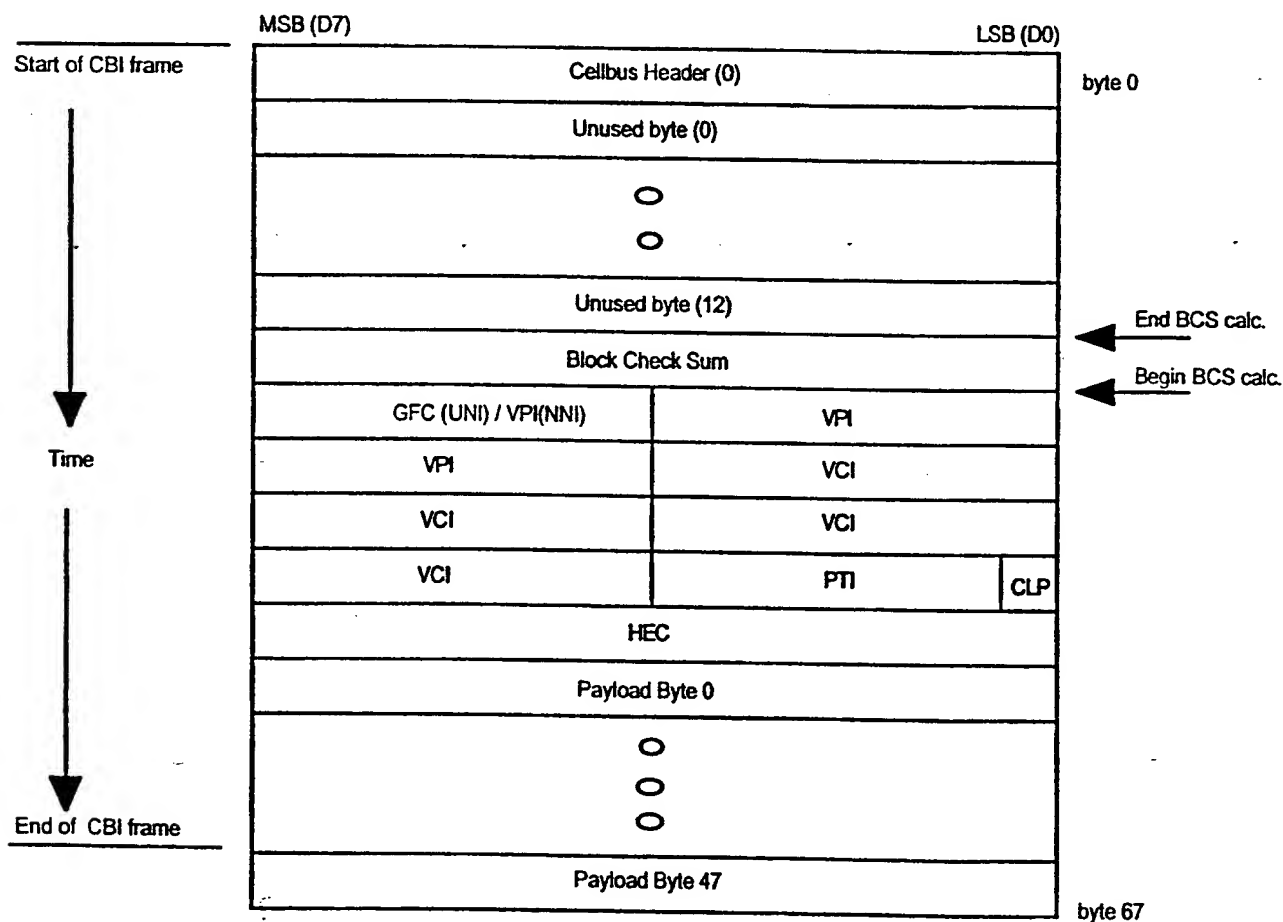 MSB (D7)
LSB (D0)
Start of CBI frame
Cellbus Header (0)
byte 0
Unused byte (0)
Unused byte (12)
End BCS calc.
Block Check Sum
Begin BCS calc.
GFC (UNI) / VPI(NNI)
VPI
Time
VPI
VCI
VCI
VCI
VCI
PTI
CLP
HEC
Payload Byte 0
End of CBI frame
Payload Byte 47
byte 67